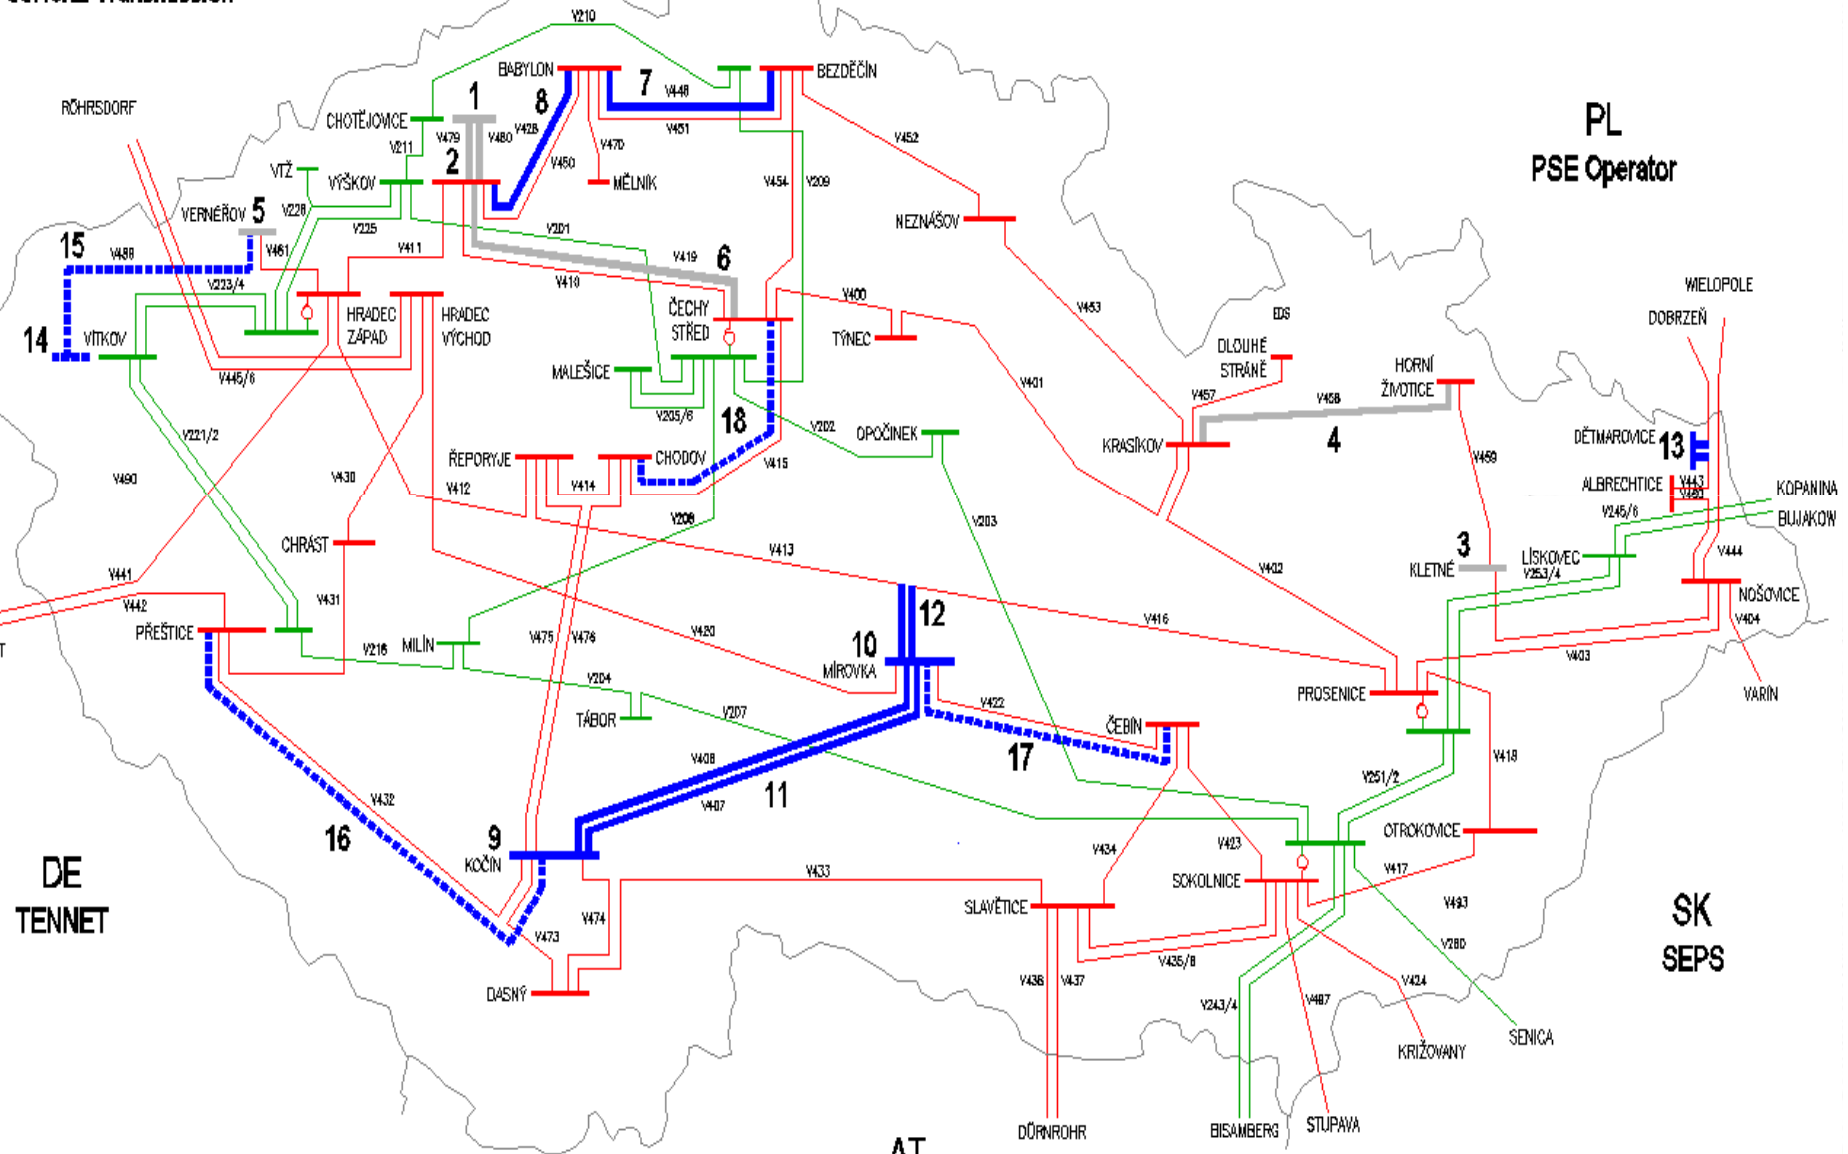 V210
BABYLON
7
BEZDĚČÍN
V448
8
1
RÖHRSDORF
CHOTĚJOVICE
V479
V480
V428
V451
PL
PSE Operator
V211
2
V450
V470
V452
VTŽ
VÝŠKOV
MĚLNÍK
V454
V209
V226
VERNÉŘOV
5
NEZNÁŠOV
15
V461
V225
V411
V201
V419
6
V223/4
V410
V400
V453
WIELOPOLE
EDS
DOBRZEŇ
HRADEC
ZÁPAD
HRADEC
VÝCHOD
ČECHY
STŘED
TÝNEC
DLOUHÉ
STRÁNĚ
HORNÍ
ŽIVOTICE
14
VÍTKOV
V445/6
MALEŠICE
V401
V457
V458
V205/6
18
V202
OPOČINEK
KRASÍKOV
4
DĚTMAROVICE
13
V221/2
ŘEPORYJE
CHODOV
V415
V459
V490
V430
V412
V414
ALBRECHTICE
V443
KOPANINA
V245/6
BUJAKOW
V203
CHRÁST
V413
3
KLETNÉ
LÍSKOVEC
V444
V253/4
V441
V402
V442
V431
12
NOŠOVICE
V416
V404
PŘEŠTICE
MILÍN
V216
V475
V476
V420
10
MÍROVKA
V403
V204
TÁBOR
V207
V422
ČEBÍN
PROSENICE
VARÍN
17
V408
V407
11
V418
V251/2
V432
16
9
KOČÍN
V434
V423
OTROKOVICE
V433
SOKOLNICE
V417
DE
TENNET
SLAVĚTICE
V493
SK
SEPS
V474
V473
V280
V435/6
DASNÝ
V437
V243/4
V424
SENICA
KRIŽOVANY
DÜRNROHR
BISAMBERG
STUPAVA